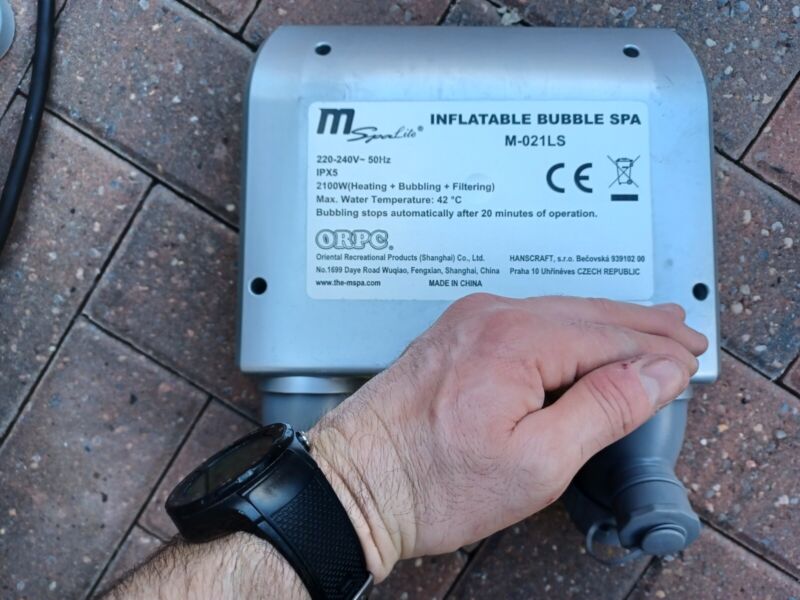 M SpaLite® INFLATABLE BUBBLE SPA
M-021LS
220-240V~ 50Hz
IPX5
2100W(Heating + Bubbling + Filtering)
Max. Water Temperature: 42 °C
Bubbling stops automatically after 20 minutes of operation.
CE
ORPC®
Oriental Recreational Products (Shanghai) Co., Ltd.
No.1699 Daye Road Wuqiao, Fengxian, Shanghai, China
www.the-mspa.com MADE IN CHINA
HANSCRAFT, s.r.o. Bečovská 939102 00
Praha 10 Uhříněves CZECH REPUBLIC